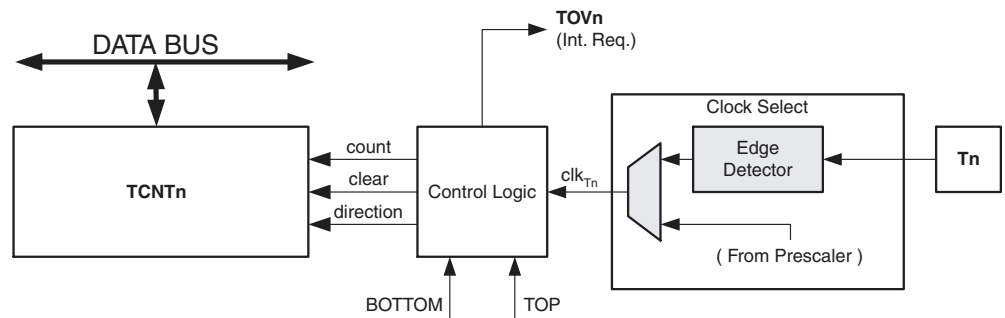 TOVn
(Int. Req.)
DATA BUS
Clock Select
count
clear
direction
TCNTn
Control Logic
clkTn
Edge
Detector
Tn
( From Prescaler )
BOTTOM
TOP